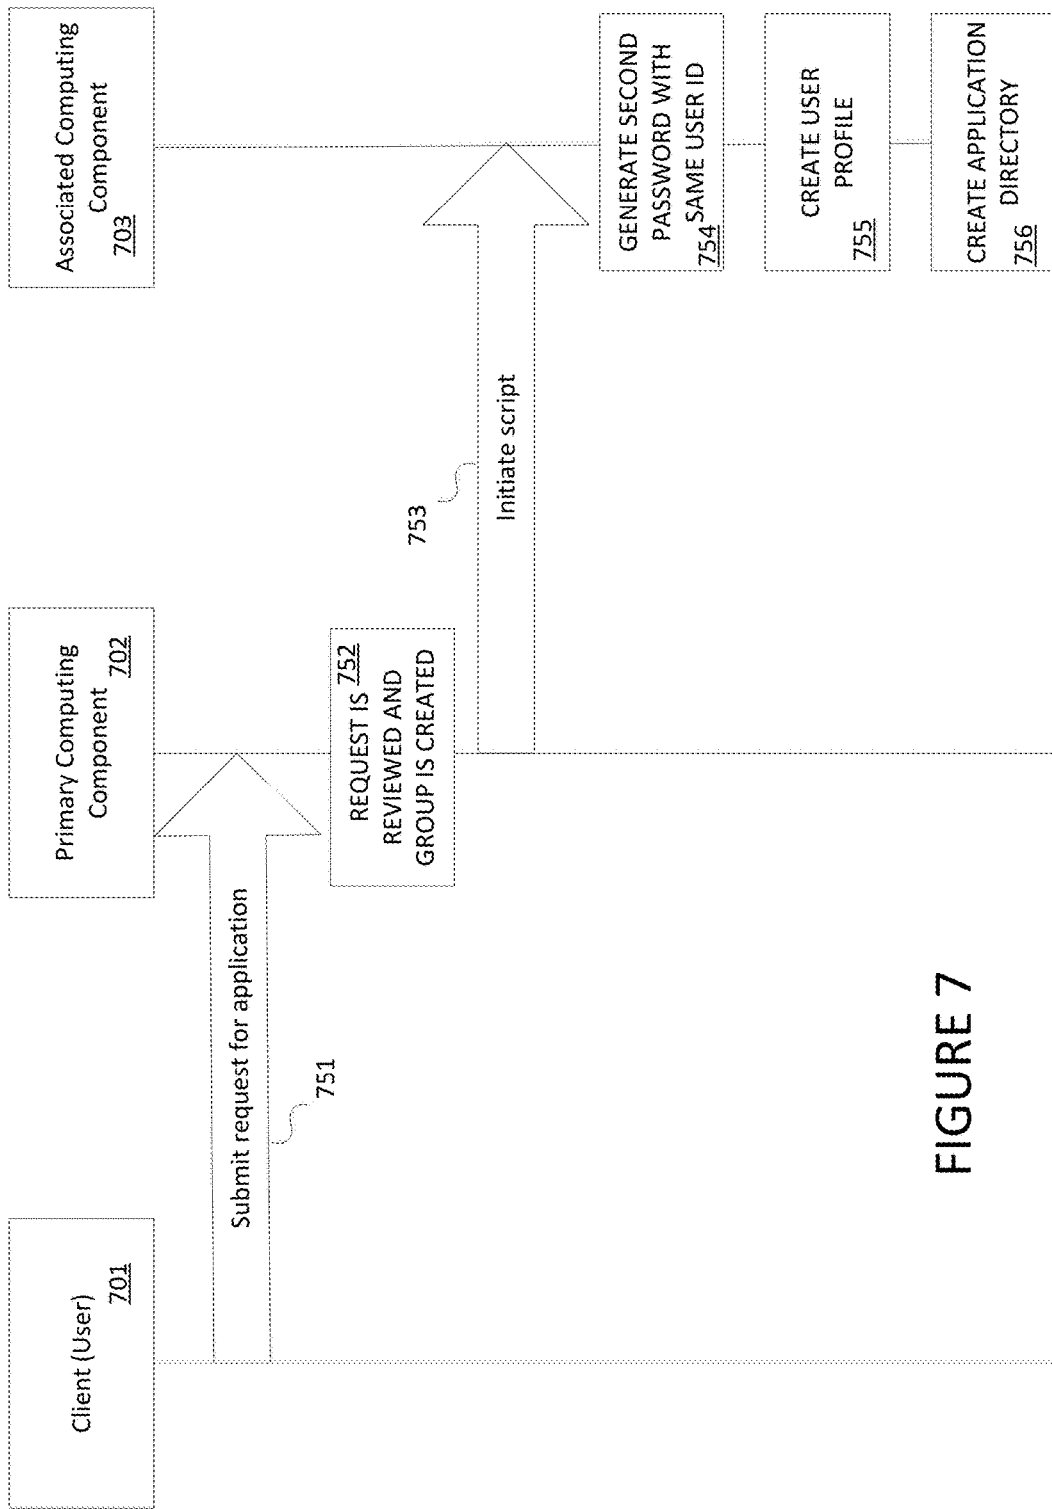 Client (User)
701
Primary Computing
Component
702
Associated Computing
Component
703
Submit request for application
751
REQUEST IS
752
REVIEWED AND
GROUP IS CREATED
753
Initiate script
GENERATE SECOND
PASSWORD WITH
SAME USER ID
754
CREATE USER
PROFILE
755
CREATE APPLICATION
DIRECTORY
756
FIGURE 7